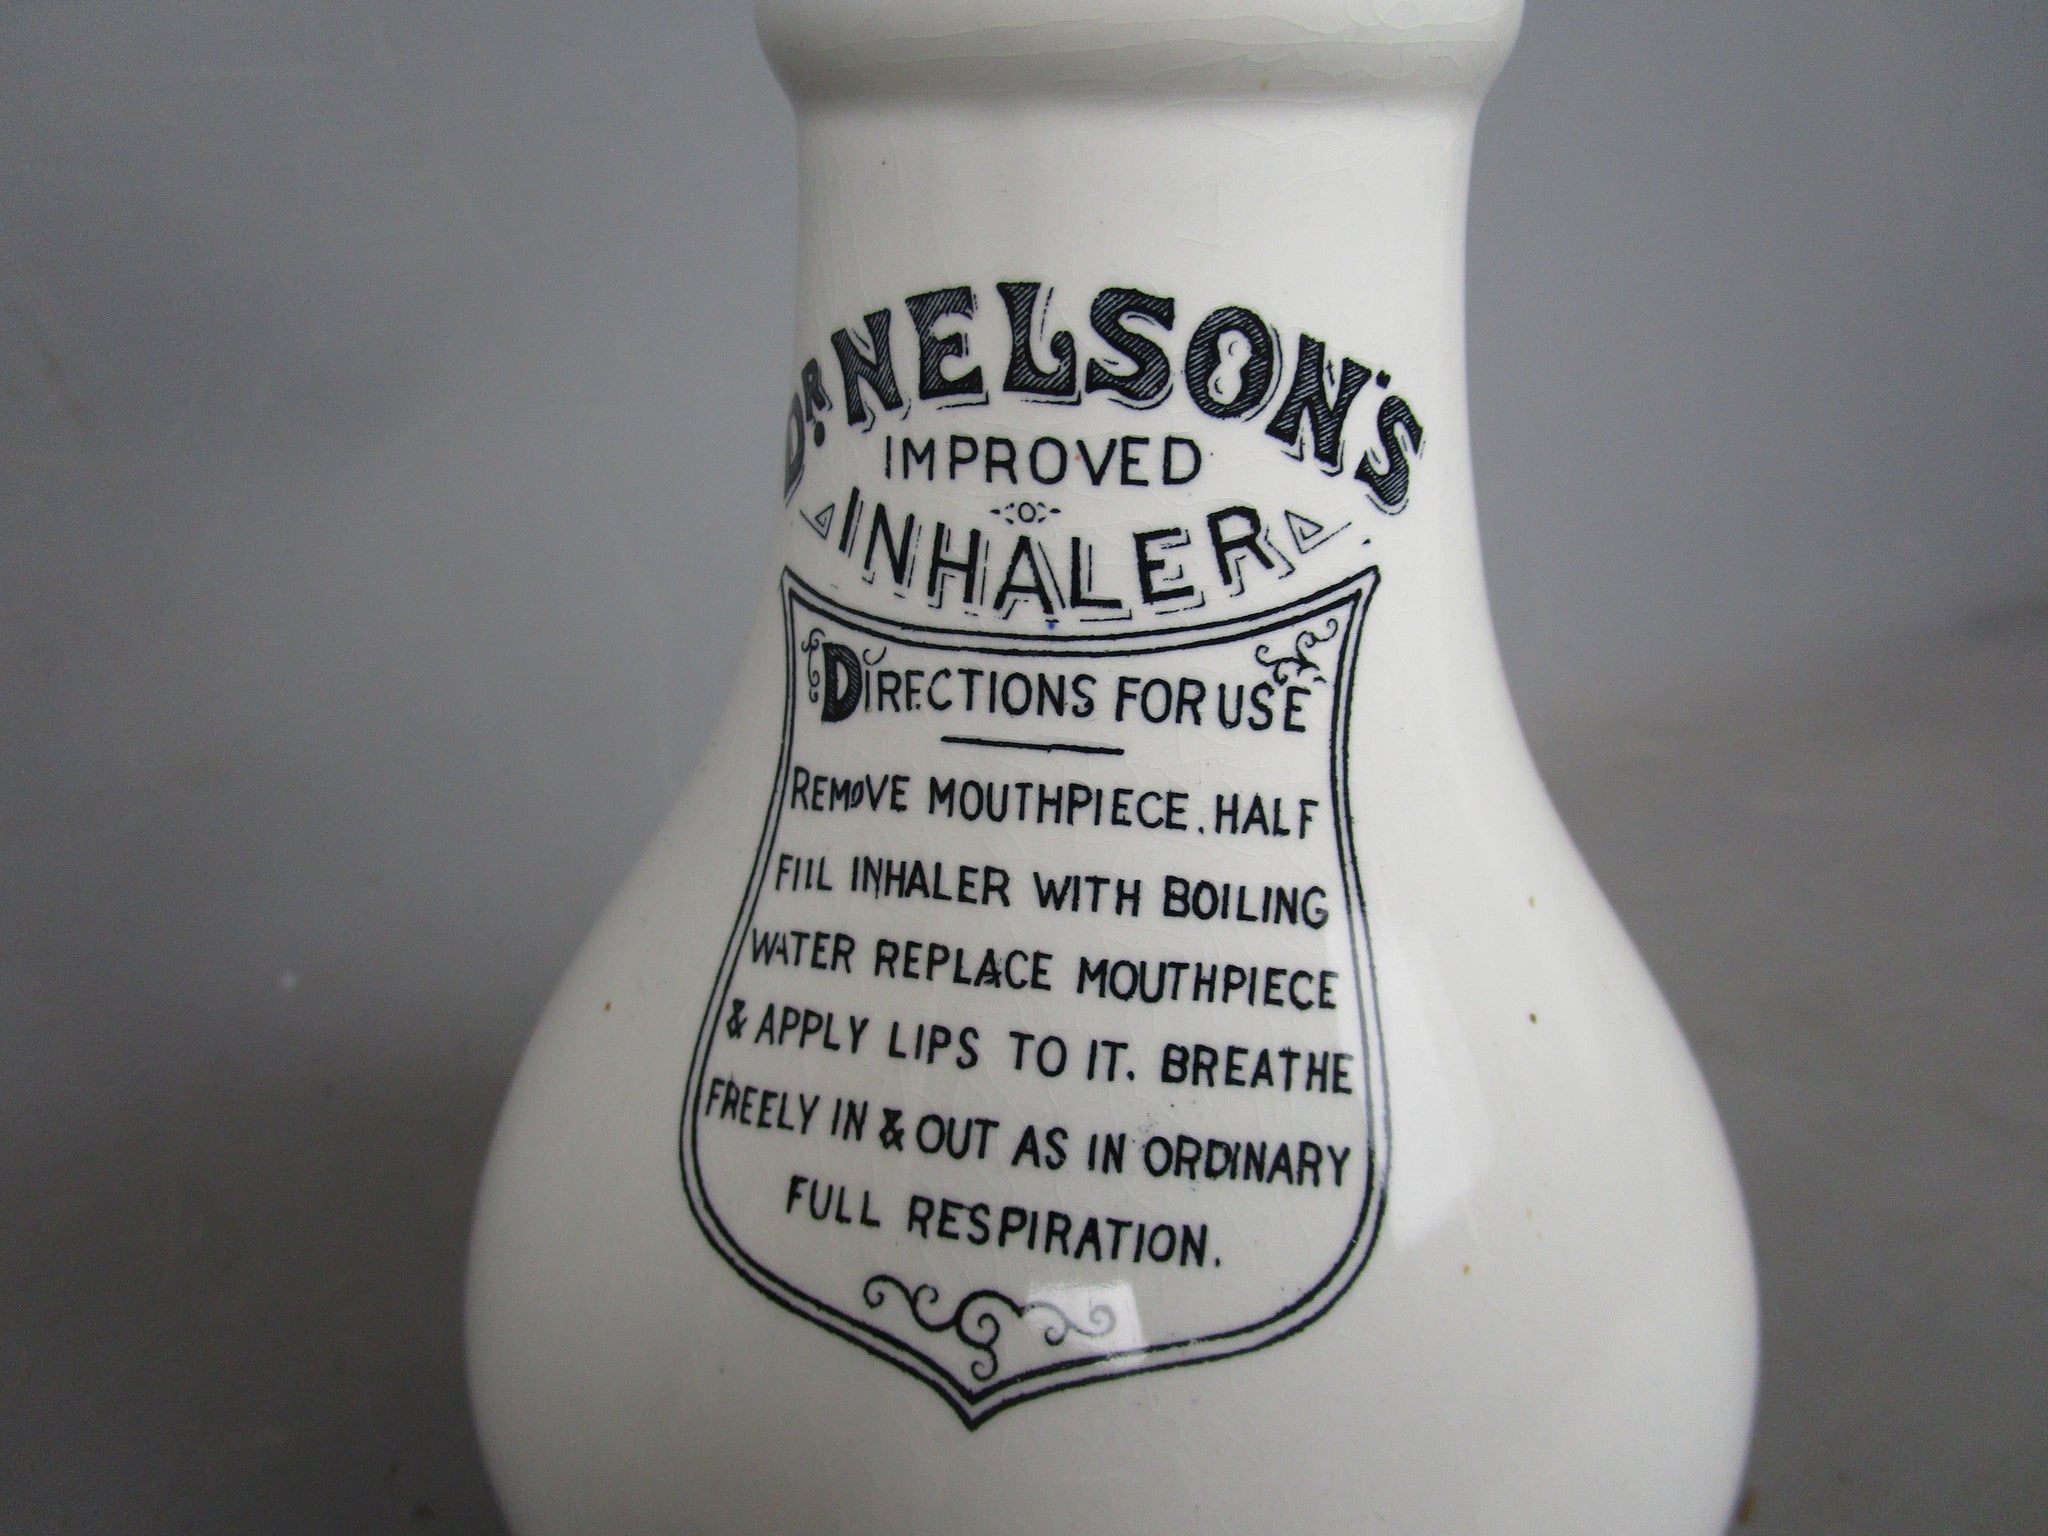 DR. NELSON'S
IMPROVED
INHALER
DIRECTIONS FOR USE
REMOVE MOUTHPIECE. HALF
FILL INHALER WITH BOILING
WATER REPLACE MOUTHPIECE
& APPLY LIPS TO IT. BREATHE
FREELY IN & OUT AS IN ORDINARY
FULL RESPIRATION.